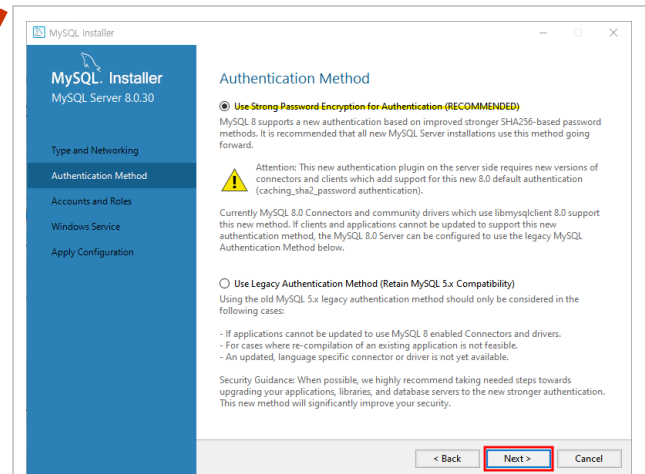 MySQL Installer
MySQL. Installer
MySQL Server 8.0.30
Type and Networking
Authentication Method
Accounts and Roles
Windows Service
Apply Configuration
Authentication Method
Use Strong Password Encryption for Authentication (RECOMMENDED)
MySQL 8 supports a new authentication based on improved stronger SHA256-based password
methods. It is recommended that all new MySQL Server installations use this method going
forward.
Attention: This new authentication plugin on the server side requires new versions of
connectors and clients which add support for this new 8.0 default authentication
(caching_sha2_password authentication).
Currently MySQL 8.0 Connectors and community drivers which use libmysqlclient 8.0 support
this new method. If clients and applications cannot be updated to support this new
authentication method, the MySQL 8.0 Server can be configured to use the legacy MySQL
Authentication Method below.
Use Legacy Authentication Method (Retain MySQL 5.x Compatibility)
Using the old MySQL 5.x legacy authentication method should only be considered in the
following cases:
- If applications cannot be updated to use MySQL 8 enabled Connectors and drivers.
- For cases where re-compilation of an existing application is not feasible.
- An updated, language specific connector or driver is not yet available.
Security Guidance: When possible, we highly recommend taking needed steps towards
upgrading your applications, libraries, and database servers to the new stronger authentication.
This new method will significantly improve your security.
< Back
Next >
Cancel